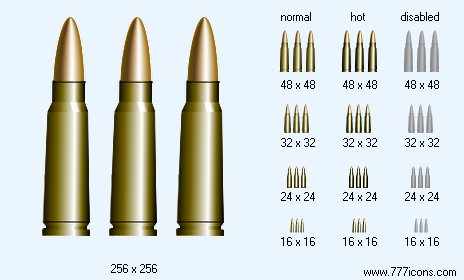 normal hot disabled
48 x 48 48 x 48 48 x 48
32 x 32 32 x 32 32 x 32
24 x 24 24 x 24 24 x 24
16 x 16 16 x 16 16 x 16
256 x 256
www.777icons.com